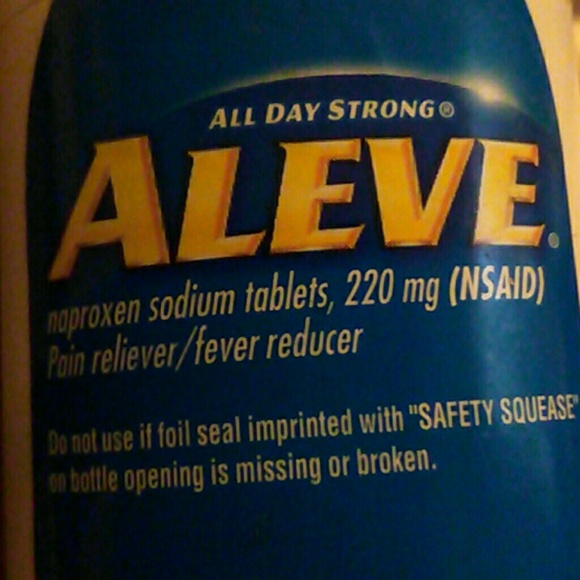 ALL DAY STRONG®
ALEVE®
naproxen sodium tablets, 220 mg (NSAID)
Pain reliever/fever reducer
Do not use if foil seal imprinted with "SAFETY SQUEASE"
on bottle opening is missing or broken.